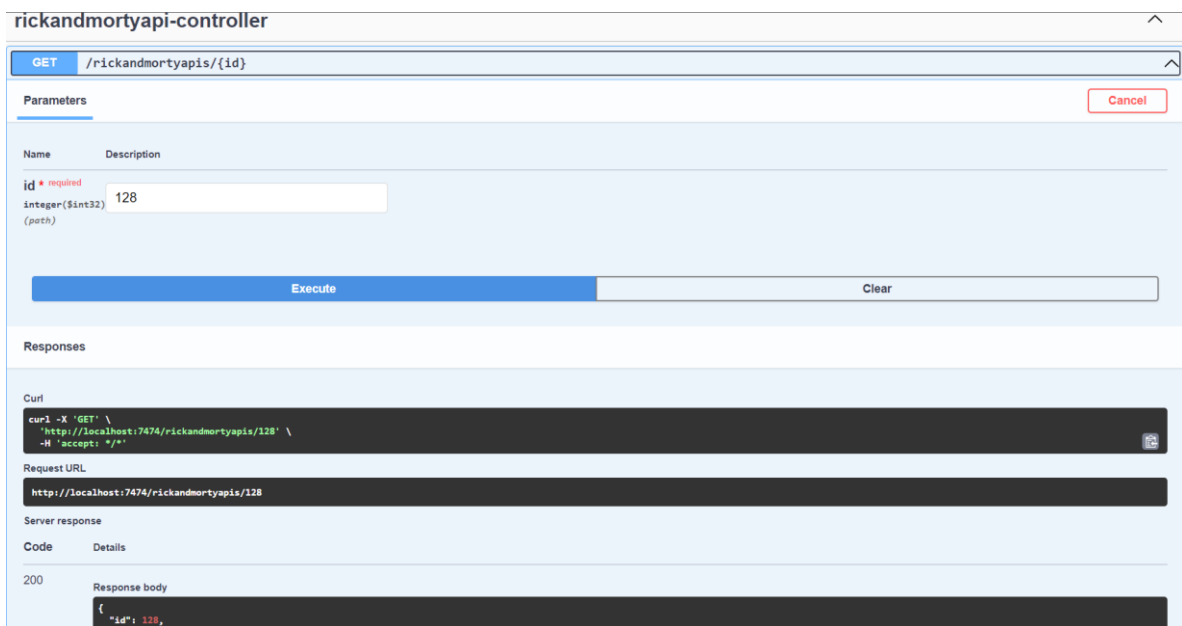 rickandmortyapi-controller
GET /rickandmortyapis/{id}
Parameters
Cancel
Name Description
id * required
integer($int32)
(path)
128
Execute Clear
Responses
Curl
curl -X 'GET' \
'http://localhost:7474/rickandmortyapis/128' \
-H 'accept: */*'
Request URL
http://localhost:7474/rickandmortyapis/128
Server response
Code Details
200
Response body
{
"id": 128,